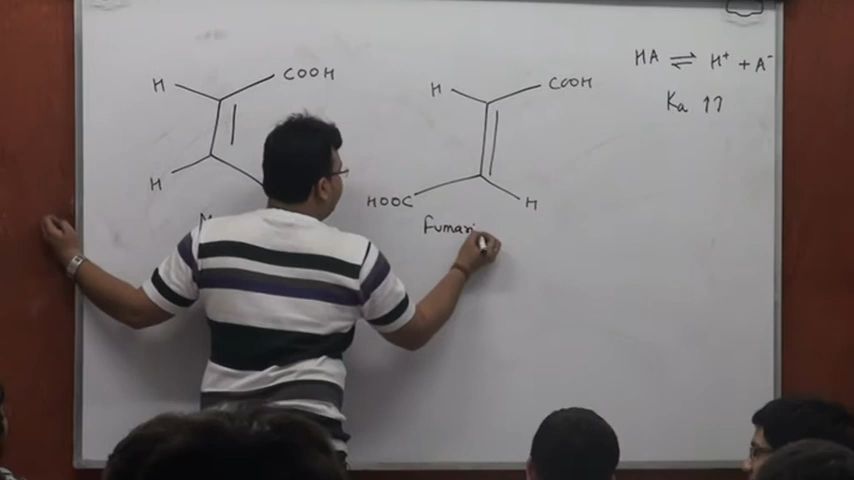 H
COOH
H
M
H
COOH
HOOC
H
Fumari
HA ⇌ H⁺ + A⁻
Ka ↑↑